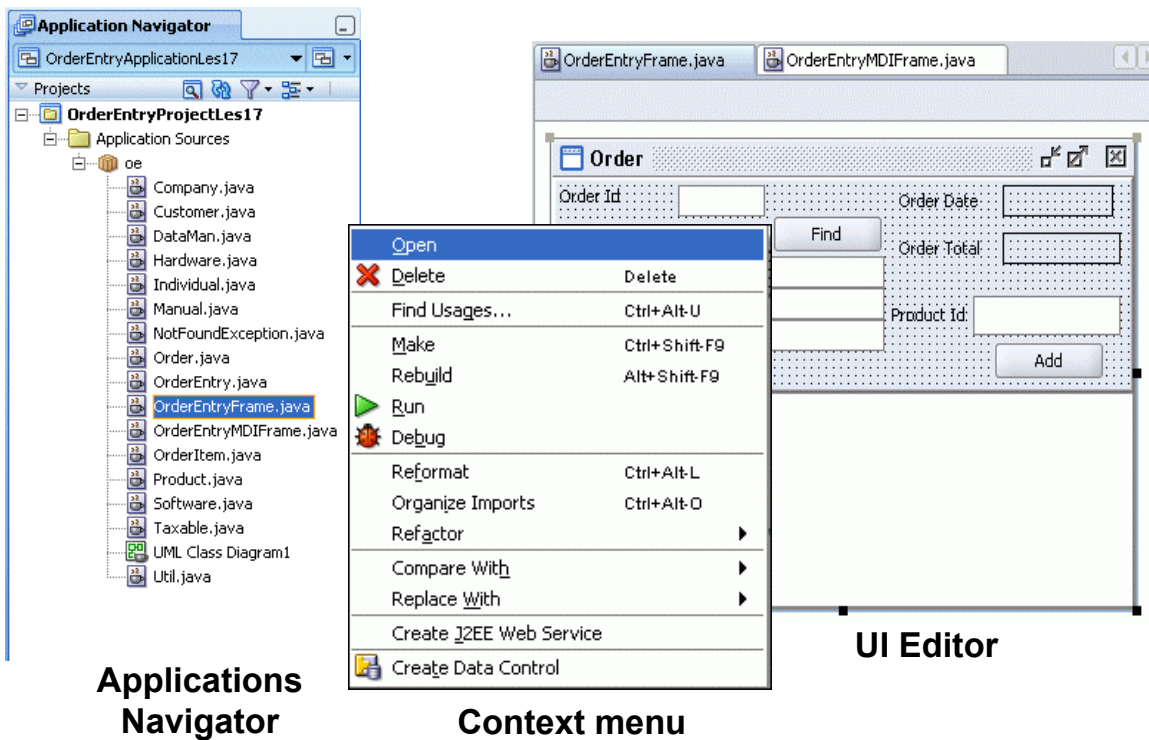 Application Navigator
OrderEntryApplicationLes17
Projects
OrderEntryProjectLes17
Application Sources
oe
Company.java
Customer.java
DataMan.java
Hardware.java
Individual.java
Manual.java
NotFoundException.java
Order.java
OrderEntry.java
OrderEntryFrame.java
OrderEntryMDIFrame.java
OrderItem.java
Product.java
Software.java
Taxable.java
UML Class Diagram1
Util.java
Applications
Navigator
Open
Delete Delete
Find Usages... Ctrl+Alt-U
Make Ctrl+Shift-F9
Rebuild Alt+Shift-F9
Run
Debug
Reformat Ctrl+Alt-L
Organize Imports Ctrl+Alt-O
Refactor
Compare With
Replace With
Create J2EE Web Service
Create Data Control
Context menu
OrderEntryFrame.java OrderEntryMDIFrame.java
Order
Order Id Order Date
Find Order Total
Product Id:
Add
UI Editor